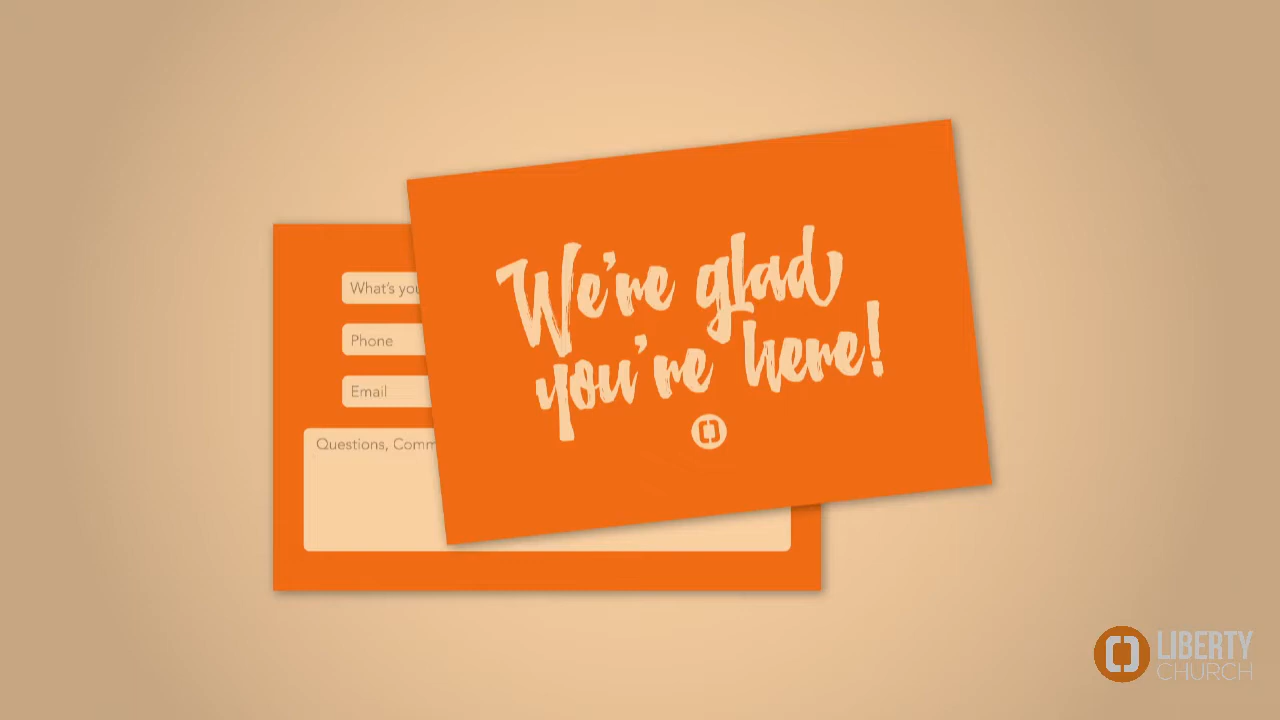 We're glad
you're here!
What's you
Phone
Email
Questions, Comm
LIBERTY
CHURCH